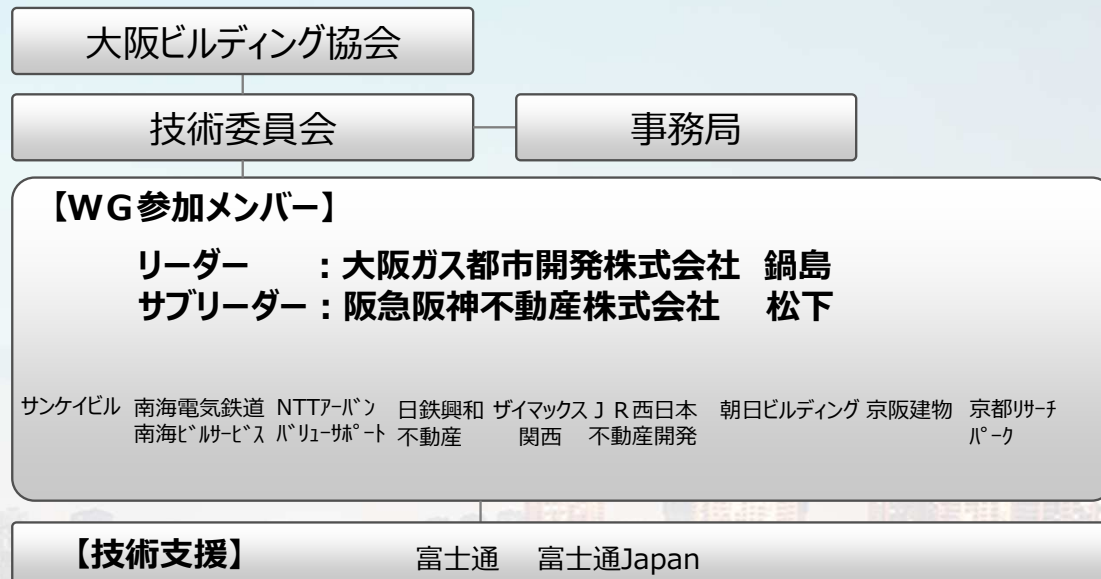 大阪ビルディング協会
技術委員会 事務局
【WG参加メンバー】
リーダー ：大阪ガス都市開発株式会社 鍋島
サブリーダー：阪急阪神不動産株式会社 松下
サンケイビル 南海電気鉄道 NTTｱｰﾊﾞﾝ 日鉄興和 ザイマックス ＪＲ西日本 朝日ビルディング 京阪建物 京都ﾘｻｰﾁ
南海ﾋﾞﾙｻｰﾋﾞｽ ﾊﾞﾘｭｰｻﾎﾟｰﾄ 不動産 関西 不動産開発 ﾊﾟｰｸ
【技術支援】 富士通 富士通Japan